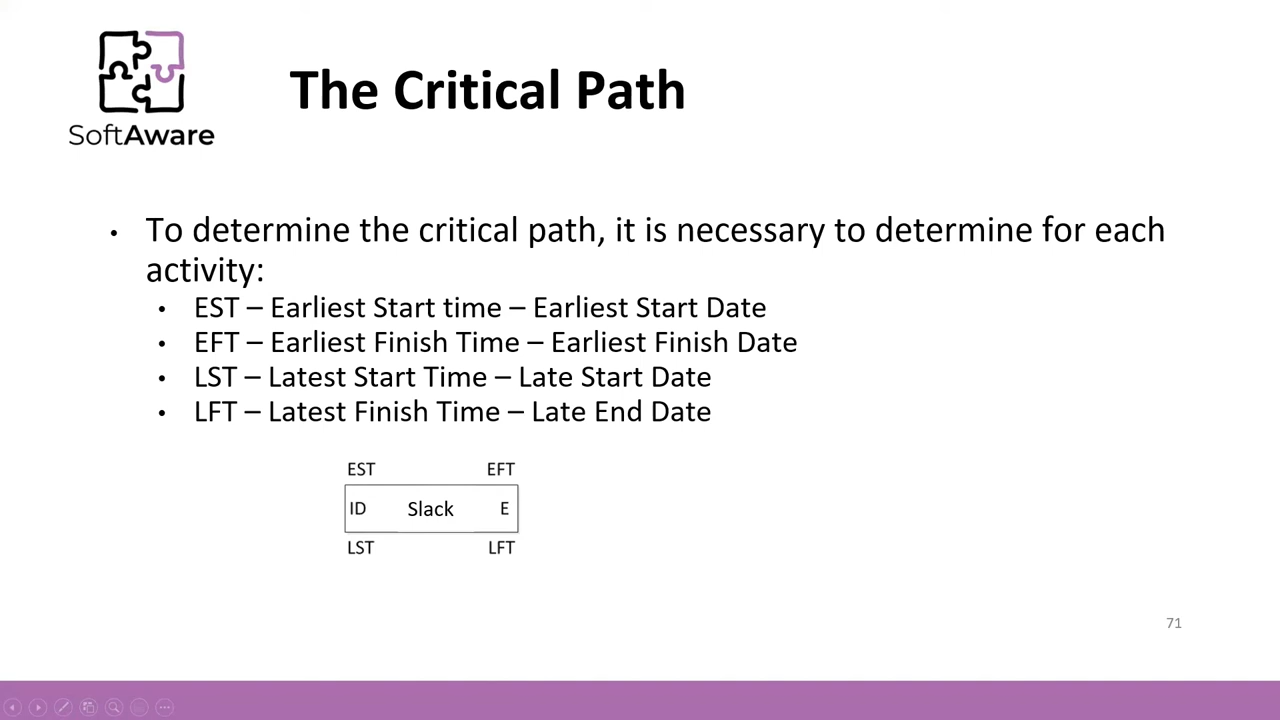 SoftAware
The Critical Path
• To determine the critical path, it is necessary to determine for each
activity:
• EST – Earliest Start time – Earliest Start Date
• EFT – Earliest Finish Time – Earliest Finish Date
• LST – Latest Start Time – Late Start Date
• LFT – Latest Finish Time – Late End Date
EST EFT
ID Slack E
LST LFT
71